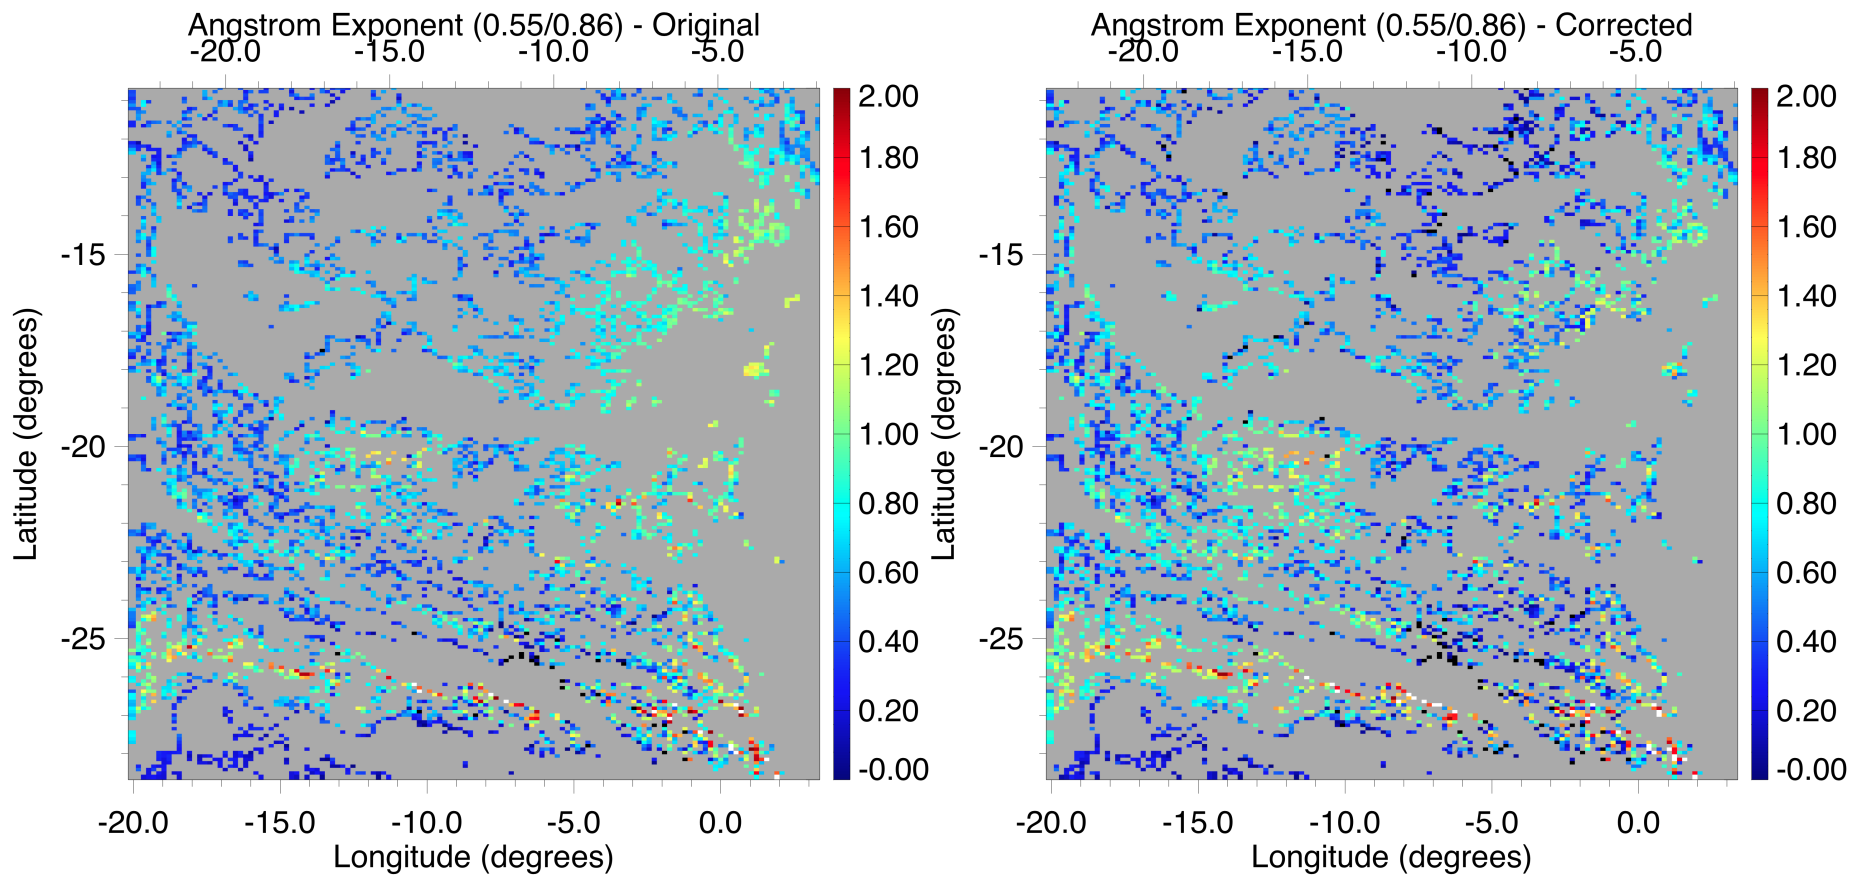 Angstrom Exponent (0.55/0.86) - Original
-20.0 -15.0 -10.0 -5.0
2.00
1.80
1.60
1.40
1.20
1.00
0.80
0.60
0.40
0.20
-0.00
-15
-20
-25
Latitude (degrees)
-20.0 -15.0 -10.0 -5.0 0.0
Longitude (degrees)
Angstrom Exponent (0.55/0.86) - Corrected
-20.0 -15.0 -10.0 -5.0
2.00
1.80
1.60
1.40
1.20
1.00
0.80
0.60
0.40
0.20
-0.00
-15
-20
-25
Latitude (degrees)
-20.0 -15.0 -10.0 -5.0 0.0
Longitude (degrees)